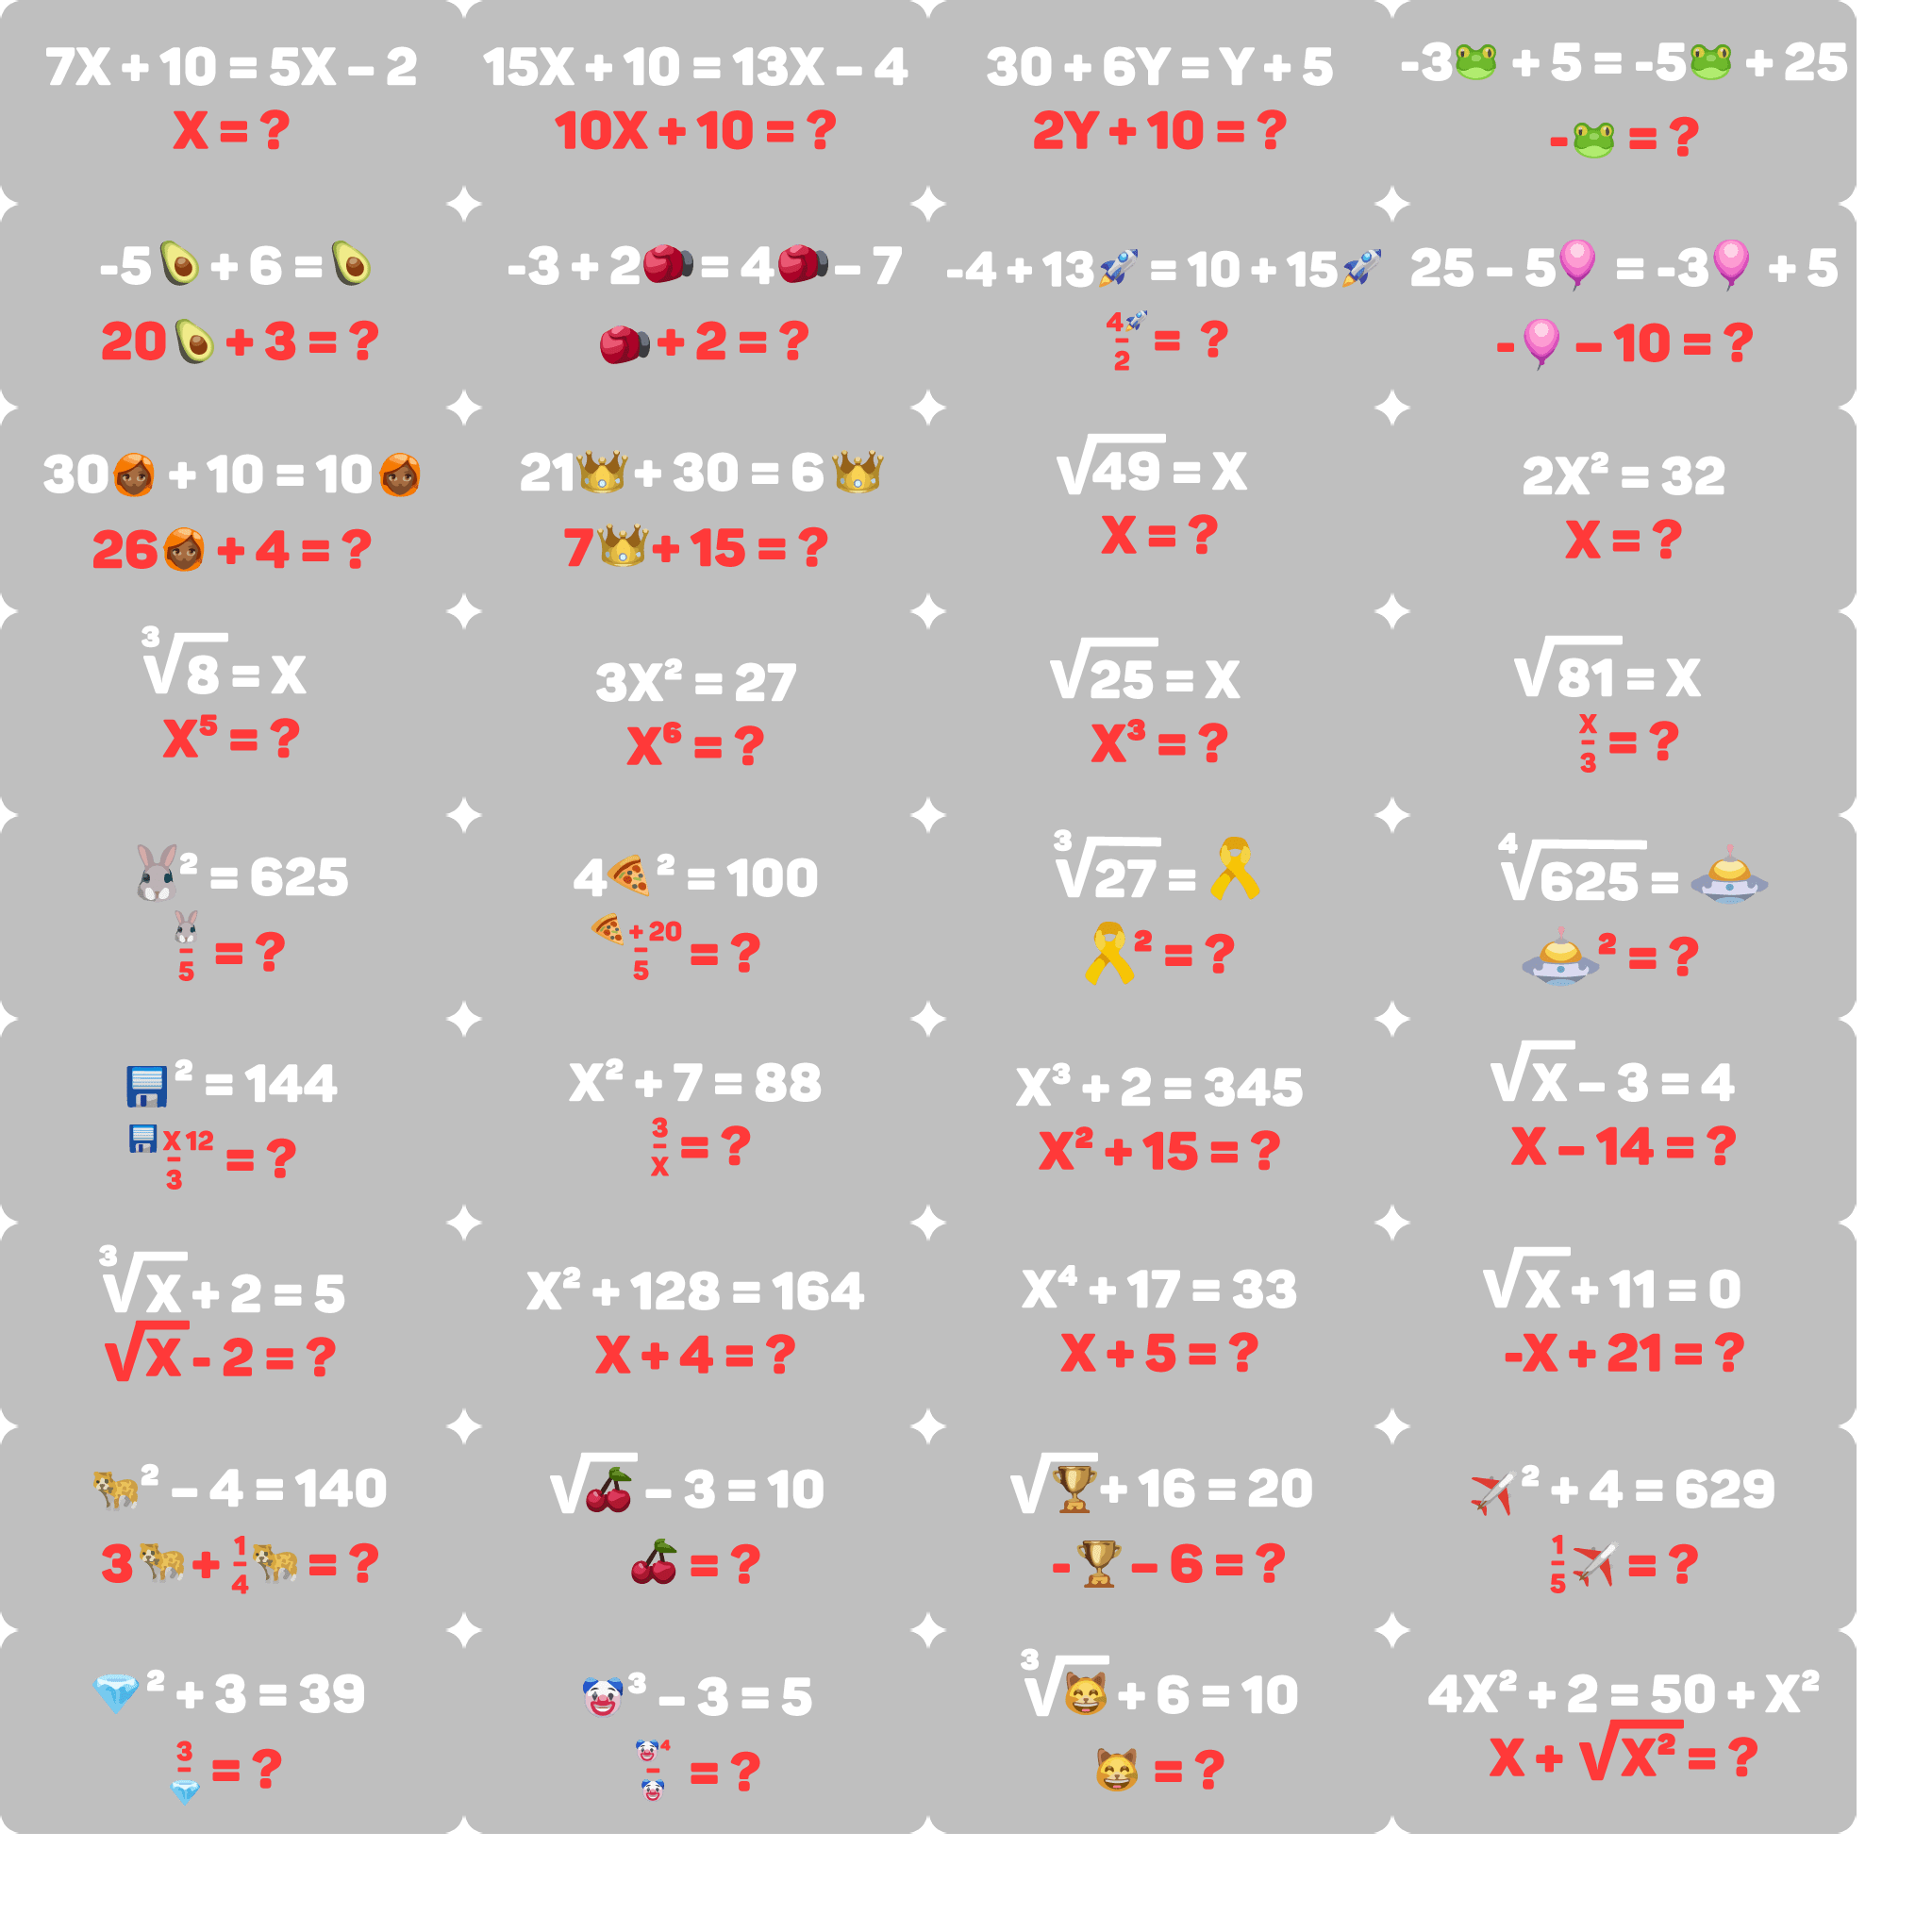 7X + 10 = 5X – 2
X = ?
15X + 10 = 13X – 4
10X + 10 = ?
30 + 6Y = Y + 5
2Y + 10 = ?
-3🐸 + 5 = -5🐸 + 25
-🐸 = ?
-5🥑 + 6 = 🥑
20🥑 + 3 = ?
-3 + 2🥊 = 4🥊 – 7
🥊 + 2 = ?
-4 + 13🚀 = 10 + 15🚀
4🚀/2 = ?
25 – 5🎈 = -3🎈 + 5
-🎈 – 10 = ?
30👩🏾‍🦰 + 10 = 10👩🏾‍🦰
26👩🏾‍🦰 + 4 = ?
21👑 + 30 = 6👑
7👑 + 15 = ?
√49 = X
X = ?
2X² = 32
X = ?
³√8 = X
X⁵ = ?
3X² = 27
X⁶ = ?
√25 = X
X³ = ?
√81 = X
X/3 = ?
🐰² = 625
🐰/5 = ?
4🍕² = 100
🍕+20/5 = ?
³√27 = 🎗
🎗² = ?
⁴√625 = 🛸
🛸² = ?
💾² = 144
💾X12/3 = ?
X² + 7 = 88
3/X = ?
X³ + 2 = 345
X² + 15 = ?
√X – 3 = 4
X – 14 = ?
³√X + 2 = 5
√X - 2 = ?
X² + 128 = 164
X + 4 = ?
X⁴ + 17 = 33
X + 5 = ?
√X + 11 = 0
-X + 21 = ?
🐆² – 4 = 140
3🐆 + 1/4🐆 = ?
√🍒 – 3 = 10
🍒 = ?
√🏆 + 16 = 20
-🏆 – 6 = ?
✈² + 4 = 629
1/5✈ = ?
💎² + 3 = 39
3/💎 = ?
🤡³ – 3 = 5
🤡⁴/🤡 = ?
³√😸 + 6 = 10
😸 = ?
4X² + 2 = 50 + X²
X + √X² = ?